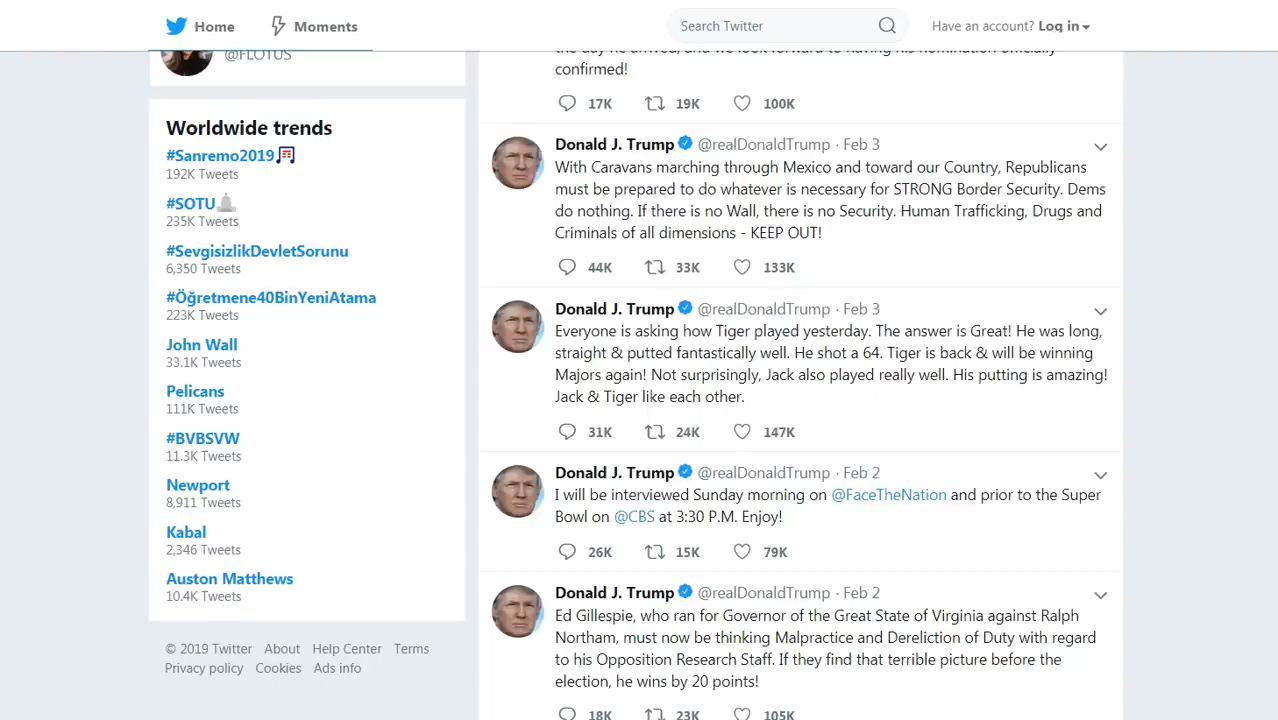 Home
Moments
Search Twitter
Have an account? Log in
@FLOTUS
Worldwide trends
#Sanremo2019
192K Tweets
#SOTU
235K Tweets
#SevgisizlikDevletSorunu
6,350 Tweets
#Öğretmene40BinYeniAtama
223K Tweets
John Wall
33.1K Tweets
Pelicans
111K Tweets
#BVBSVW
11.3K Tweets
Newport
8,911 Tweets
Kabal
2,346 Tweets
Auston Matthews
10.4K Tweets
© 2019 Twitter About Help Center Terms
Privacy policy Cookies Ads info
the day he arrived, and we look forward to having his nomination officially
confirmed!
17K 19K 100K
Donald J. Trump @realDonaldTrump · Feb 3
With Caravans marching through Mexico and toward our Country, Republicans
must be prepared to do whatever is necessary for STRONG Border Security. Dems
do nothing. If there is no Wall, there is no Security. Human Trafficking, Drugs and
Criminals of all dimensions - KEEP OUT!
44K 33K 133K
Donald J. Trump @realDonaldTrump · Feb 3
Everyone is asking how Tiger played yesterday. The answer is Great! He was long,
straight & putted fantastically well. He shot a 64. Tiger is back & will be winning
Majors again! Not surprisingly, Jack also played really well. His putting is amazing!
Jack & Tiger like each other.
31K 24K 147K
Donald J. Trump @realDonaldTrump · Feb 2
I will be interviewed Sunday morning on @FaceTheNation and prior to the Super
Bowl on @CBS at 3:30 P.M. Enjoy!
26K 15K 79K
Donald J. Trump @realDonaldTrump · Feb 2
Ed Gillespie, who ran for Governor of the Great State of Virginia against Ralph
Northam, must now be thinking Malpractice and Dereliction of Duty with regard
to his Opposition Research Staff. If they find that terrible picture before the
election, he wins by 20 points!
18K 23K 105K